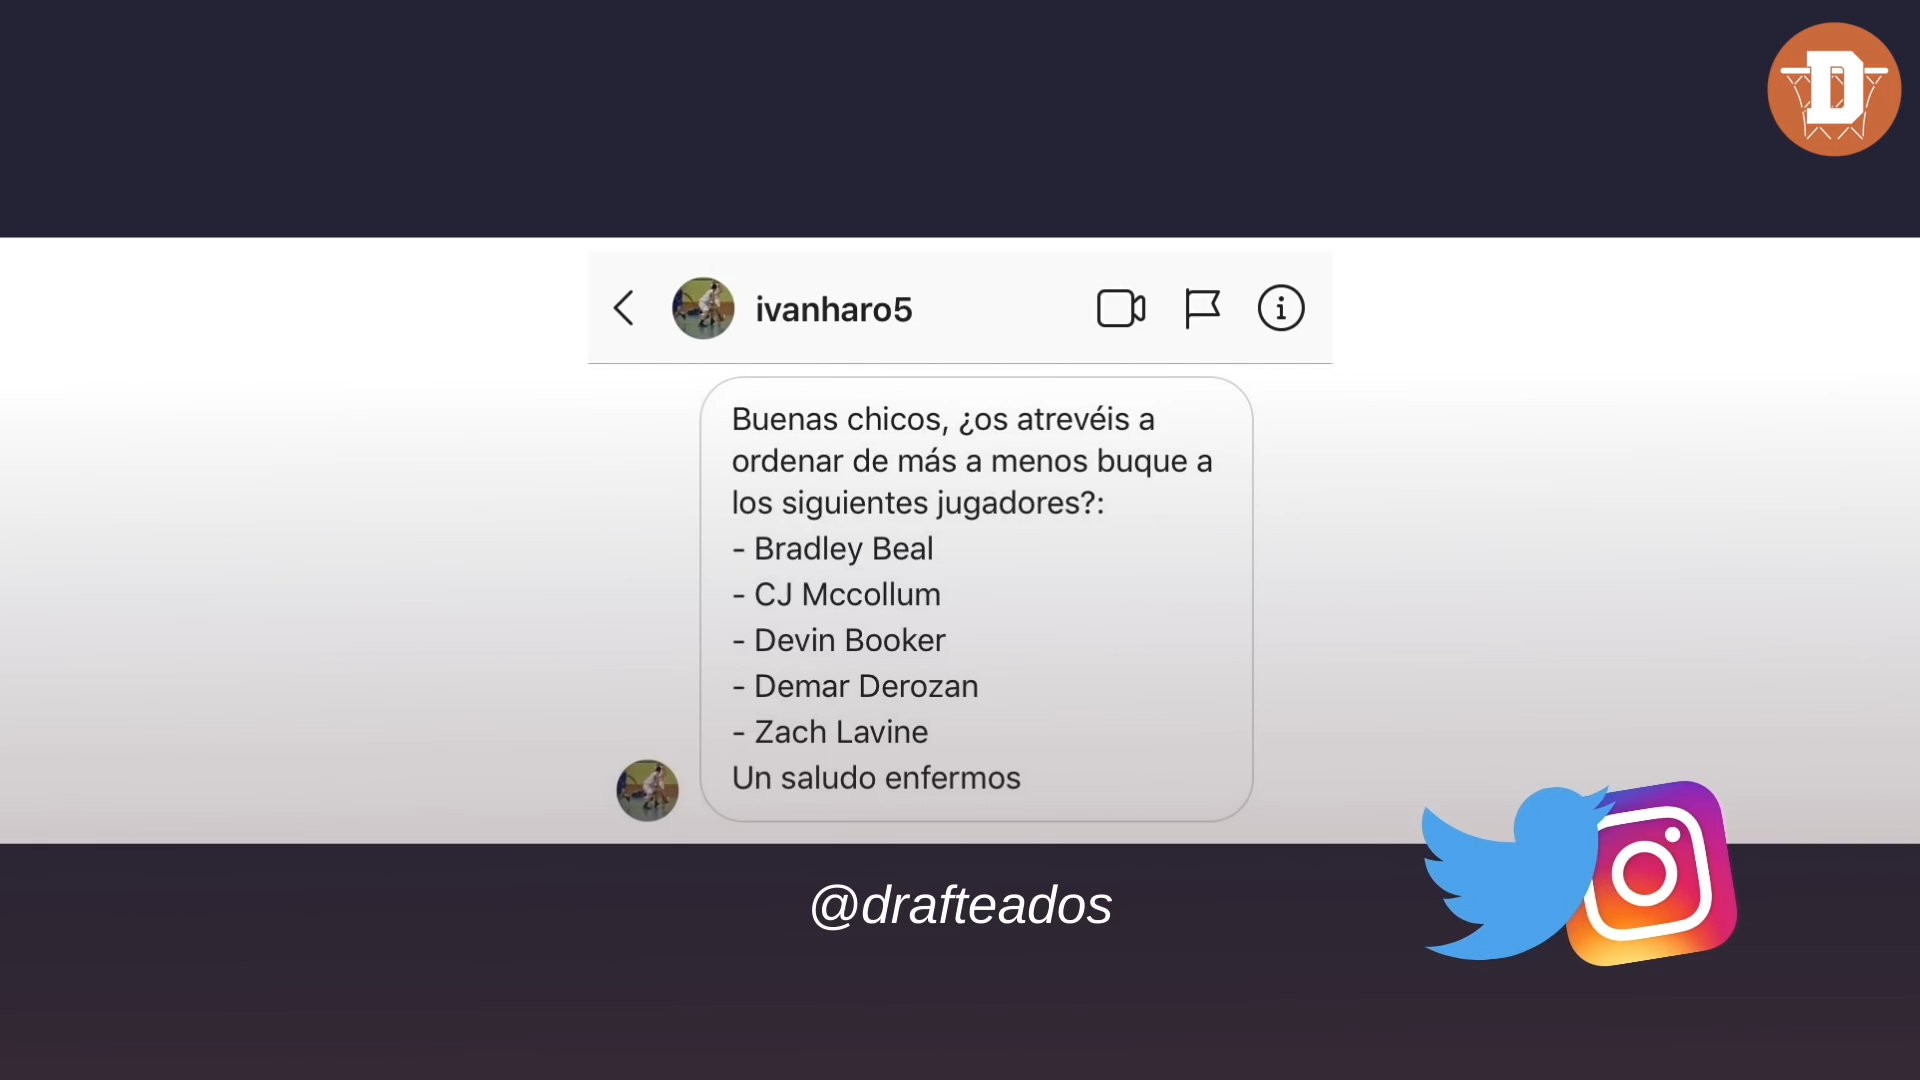 D
ivanharo5
Buenas chicos, ¿os atrevéis a
ordenar de más a menos buque a
los siguientes jugadores?:
- Bradley Beal
- CJ Mccollum
- Devin Booker
- Demar Derozan
- Zach Lavine
Un saludo enfermos
@drafteados